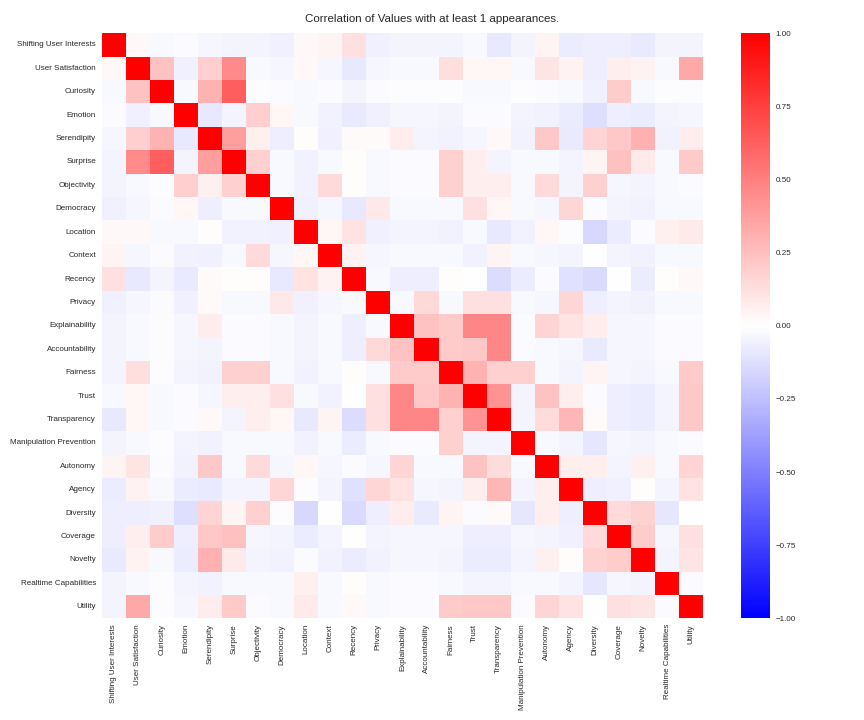 Correlation of Values with at least 1 appearances.
Shifting User Interests
User Satisfaction
Curiosity
Emotion
Serendipity
Surprise
Objectivity
Democracy
Location
Context
Recency
Privacy
Explainability
Accountability
Fairness
Trust
Transparency
Manipulation Prevention
Autonomy
Agency
Diversity
Coverage
Novelty
Realtime Capabilities
Utility
Shifting User Interests
User Satisfaction
Curiosity
Emotion
Serendipity
Surprise
Objectivity
Democracy
Location
Context
Recency
Privacy
Explainability
Accountability
Fairness
Trust
Transparency
Manipulation Prevention
Autonomy
Agency
Diversity
Coverage
Novelty
Realtime Capabilities
Utility
1.00
0.75
0.50
0.25
0.00
−0.25
−0.50
−0.75
−1.00